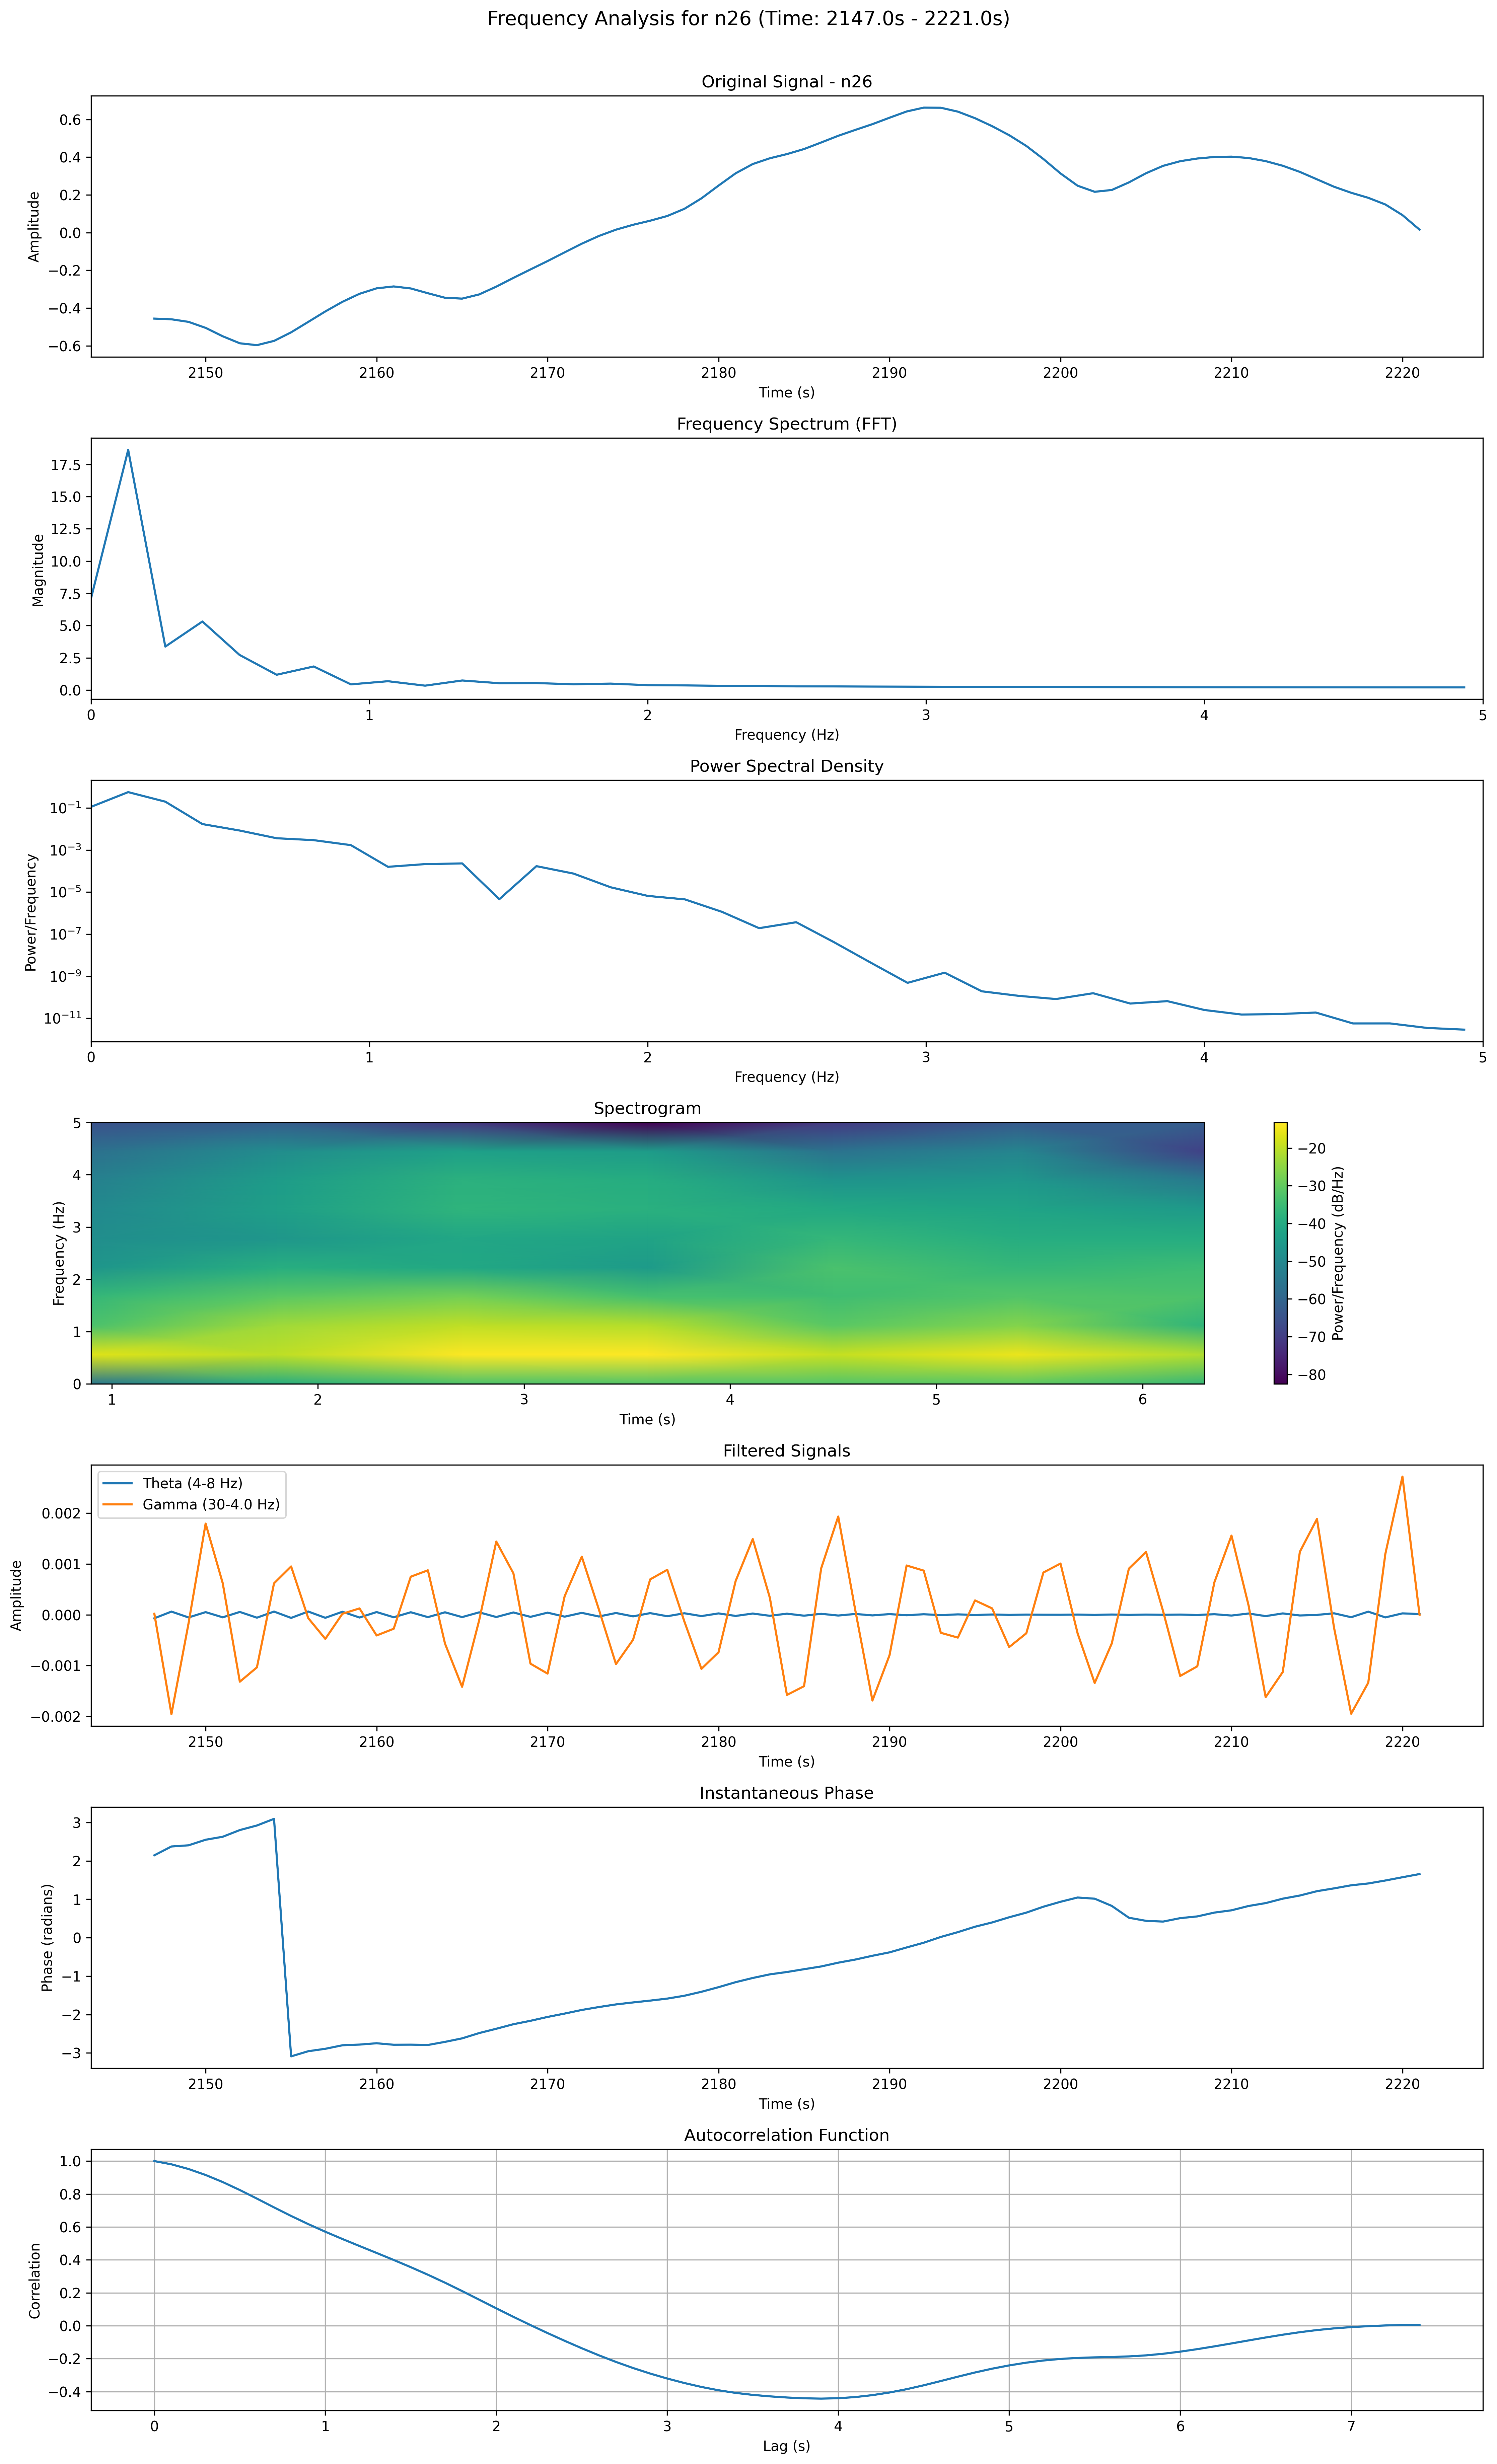 Frequency Analysis for n26 (Time: 2147.0s - 2221.0s)
Original Signal - n26
0.6
0.4
0.2
0.0
−0.2
−0.4
−0.6
Amplitude
2150 2160 2170 2180 2190 2200 2210 2220
Time (s)
Frequency Spectrum (FFT)
17.5
15.0
12.5
10.0
7.5
5.0
2.5
0.0
Magnitude
0 1 2 3 4 5
Frequency (Hz)
Power Spectral Density
10⁻¹
10⁻³
10⁻⁵
10⁻⁷
10⁻⁹
10⁻¹¹
Power/Frequency
0 1 2 3 4 5
Frequency (Hz)
Spectrogram
5
4
3
2
1
0
Frequency (Hz)
1 2 3 4 5 6
Time (s)
−20
−30
−40
−50
−60
−70
−80
Power/Frequency (dB/Hz)
Filtered Signals
Theta (4-8 Hz)
Gamma (30-4.0 Hz)
0.002
0.001
0.000
−0.001
−0.002
Amplitude
2150 2160 2170 2180 2190 2200 2210 2220
Time (s)
Instantaneous Phase
3
2
1
0
−1
−2
−3
Phase (radians)
2150 2160 2170 2180 2190 2200 2210 2220
Time (s)
Autocorrelation Function
1.0
0.8
0.6
0.4
0.2
0.0
−0.2
−0.4
Correlation
0 1 2 3 4 5 6 7
Lag (s)